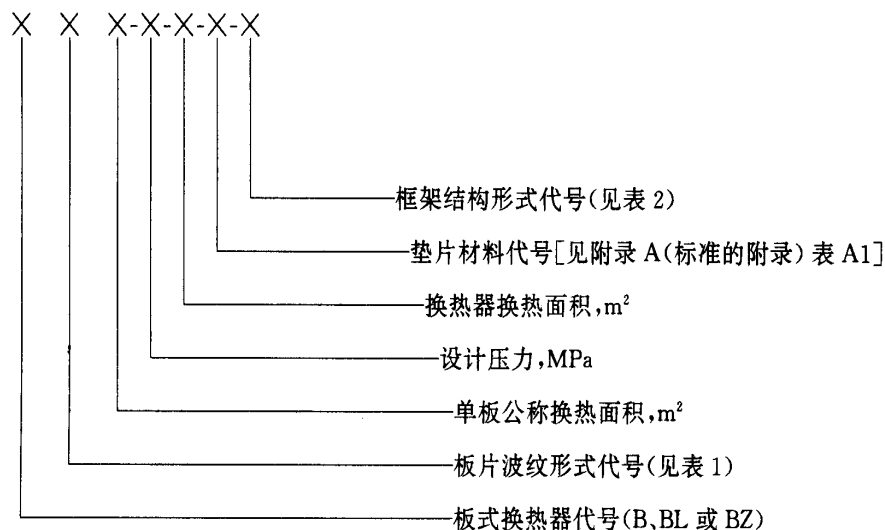 X X X-X-X-X-X
框架结构形式代号(见表 2)
垫片材料代号[见附录 A(标准的附录) 表 A1]
换热器换热面积,m²
设计压力,MPa
单板公称换热面积,m²
板片波纹形式代号(见表 1)
板式换热器代号(B、BL 或 BZ)